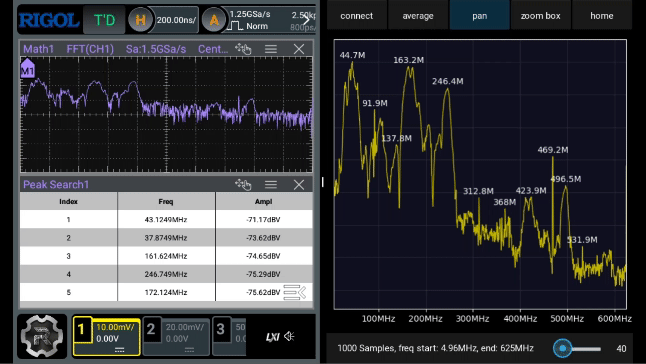 RIGOL T'D H 200.00ns/ A 1.25GSa/s 2.50k
Norm 800ps/
Math1 FFT(CH1) Sa:1.5GSa/s Cent...
M1
Peak Search1
Index Freq Ampl
1 43.1249MHz -71.17dBV
2 37.8749MHz -73.62dBV
3 161.624MHz -74.65dBV
4 246.749MHz -75.29dBV
5 172.124MHz -75.62dBV
1 10.00mV/ 0.00V
2 20.00mV/ 0.00V
3 50 0.0
LXI
connect average pan zoom box home
44.7M
163.2M
246.4M
91.9M
137.8M
469.2M
496.5M
312.8M
423.9M
368M
531.9M
100MHz 200MHz 300MHz 400MHz 500MHz 600MHz
1000 Samples, freq start: 4.96MHz, end: 625MHz 40